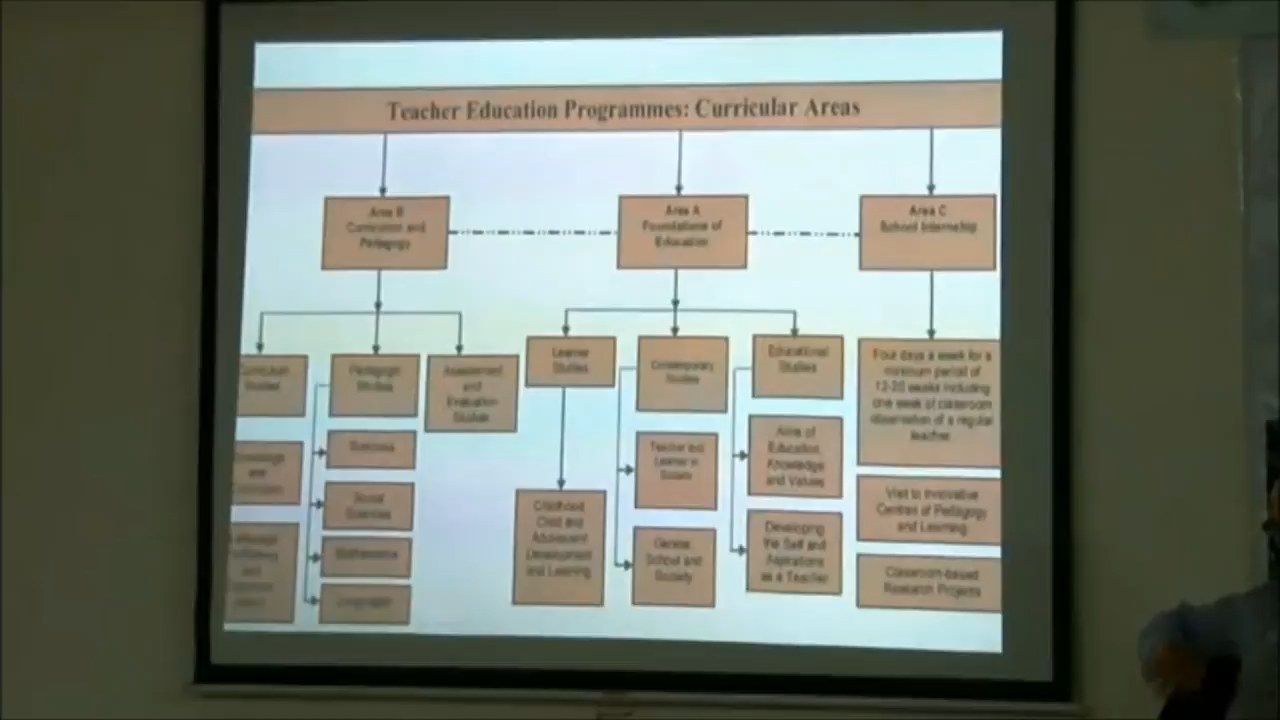 Teacher Education Programmes: Curricular Areas
Area B
Curriculum and
Pedagogy
Area A
Foundations of
Education
Area C
School Internship
Curriculum
Studies
Pedagogic
Studies
Assessment
and
Evaluation
Studies
Learner
Studies
Contemporary
Studies
Educational
Studies
Four days a week for a
minimum period of
12-20 weeks including
one week of classroom
observation of a regular
teacher
and
Sciences
Social
Sciences
Mathematics
Languages
and
Childhood,
Child and
Adolescent
Development
and Learning
Teacher and
Learner in
Society
Gender,
School and
Society
Aims of
Education,
Knowledge
and Values
Developing
the Self and
Aspirations
as a Teacher
Visit to Innovative
Centres of Pedagogy
and Learning
Classroom-based
Research Projects